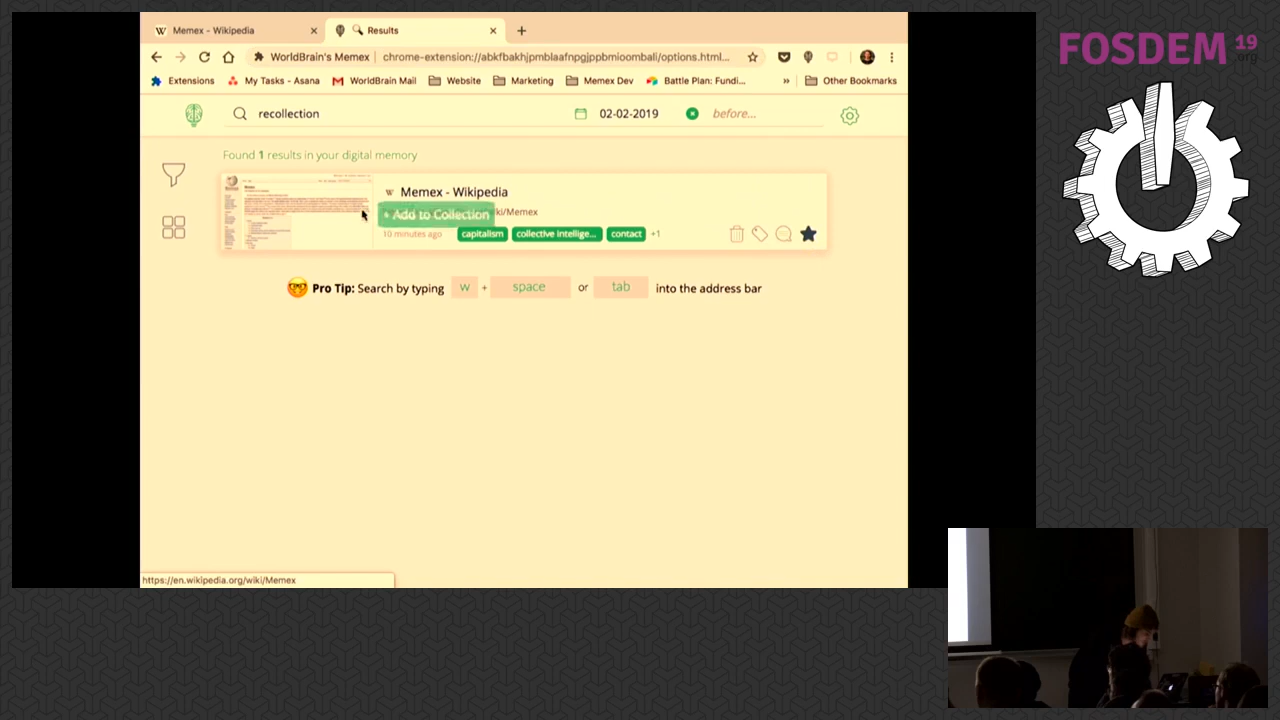 Memex - Wikipedia
Results
WorldBrain's Memex
chrome-extension://abkfbakhjpmblaafnpgjppbmioombali/options.html...
Extensions
My Tasks - Asana
WorldBrain Mail
Website
Marketing
Memex Dev
Battle Plan: Fundi...
»
Other Bookmarks
recollection
02-02-2019
before...
Found 1 results in your digital memory
Memex - Wikipedia
+ Add to Collection
wiki/Memex
10 minutes ago
capitalism
collective intellige...
contact
+1
Pro Tip: Search by typing w + space or tab into the address bar
https://en.wikipedia.org/wiki/Memex
FOSDEM 19
.org